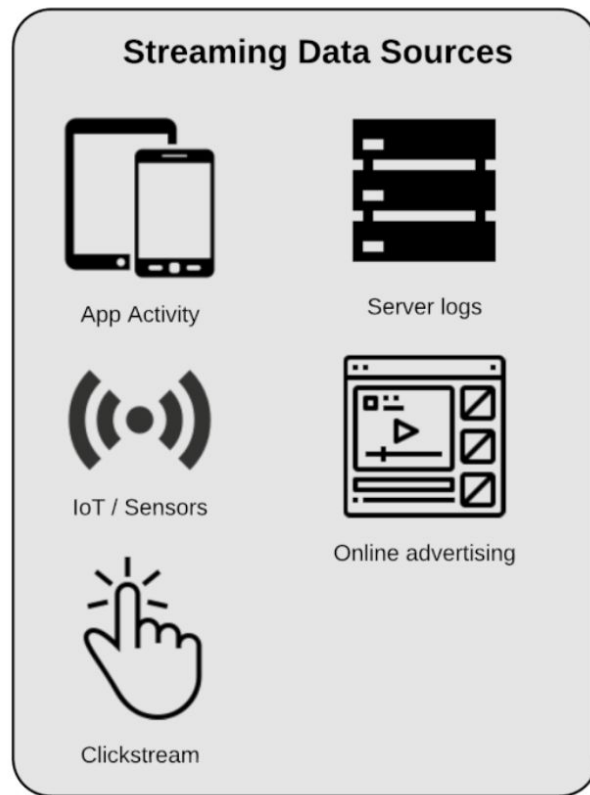 Streaming Data Sources
App Activity
Server logs
IoT / Sensors
Online advertising
Clickstream